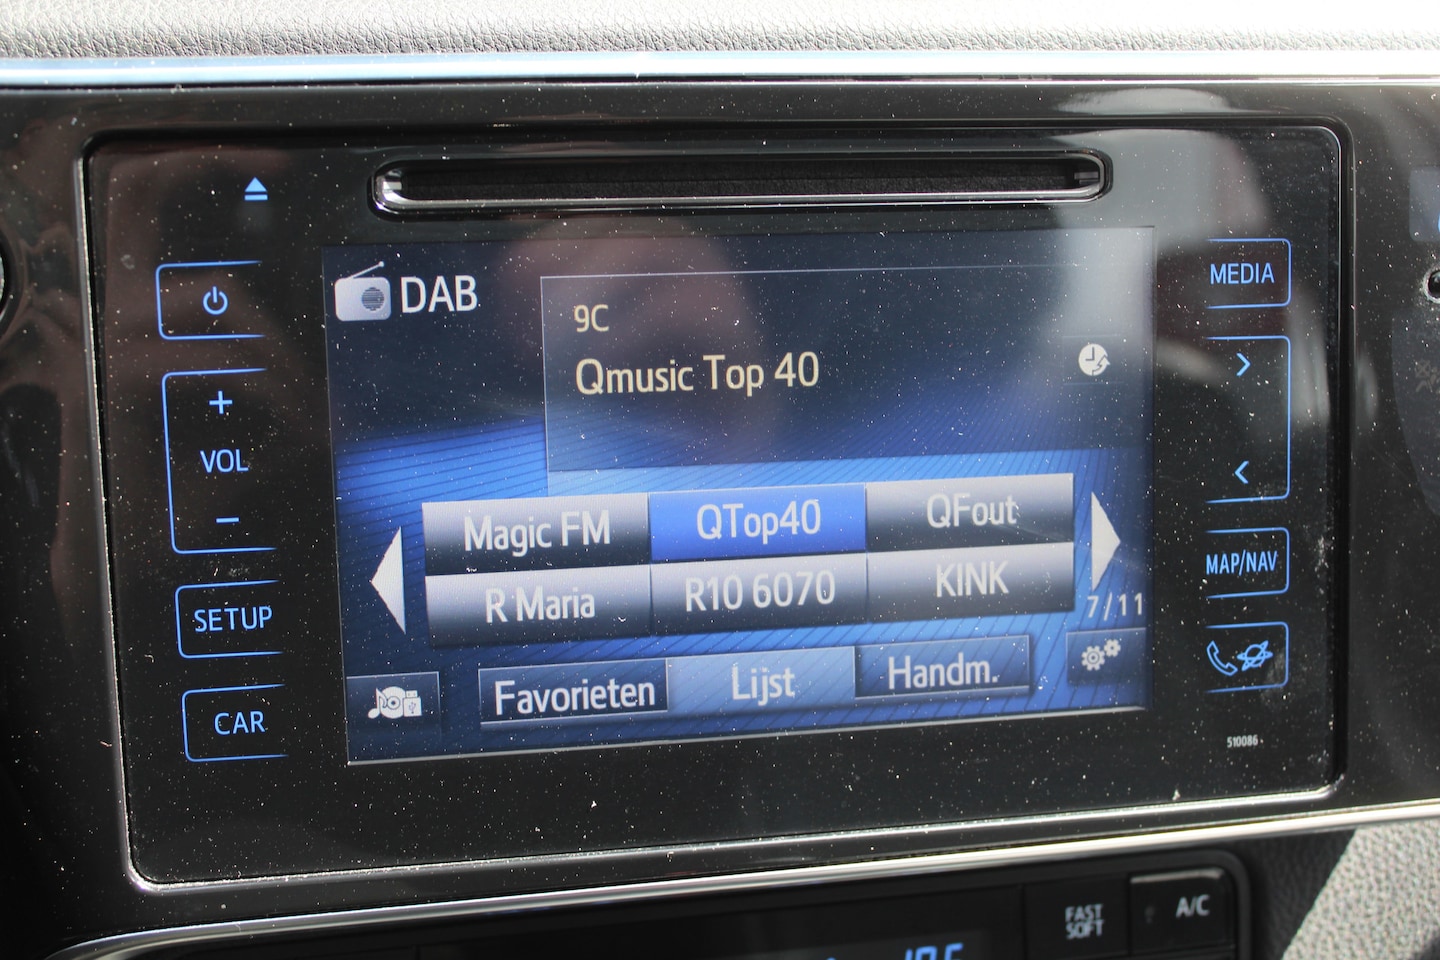 DAB
9C
Qmusic Top 40
Magic FM
QTop40
QFout
R Maria
R10 6070
KINK
7/11
Favorieten
Lijst
Handm.
VOL
SETUP
CAR
MEDIA
MAP/NAV
510086
FAST
SOFT
A/C